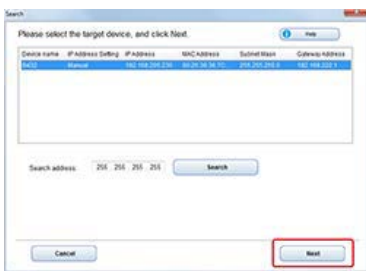 Search
Please select the target device, and click Next.
Help
Device name IP Address Setting IP Address MAC Address Subnet Mask Gateway Address
Manual
Search address: 255 255 255 255 Search
Cancel Next